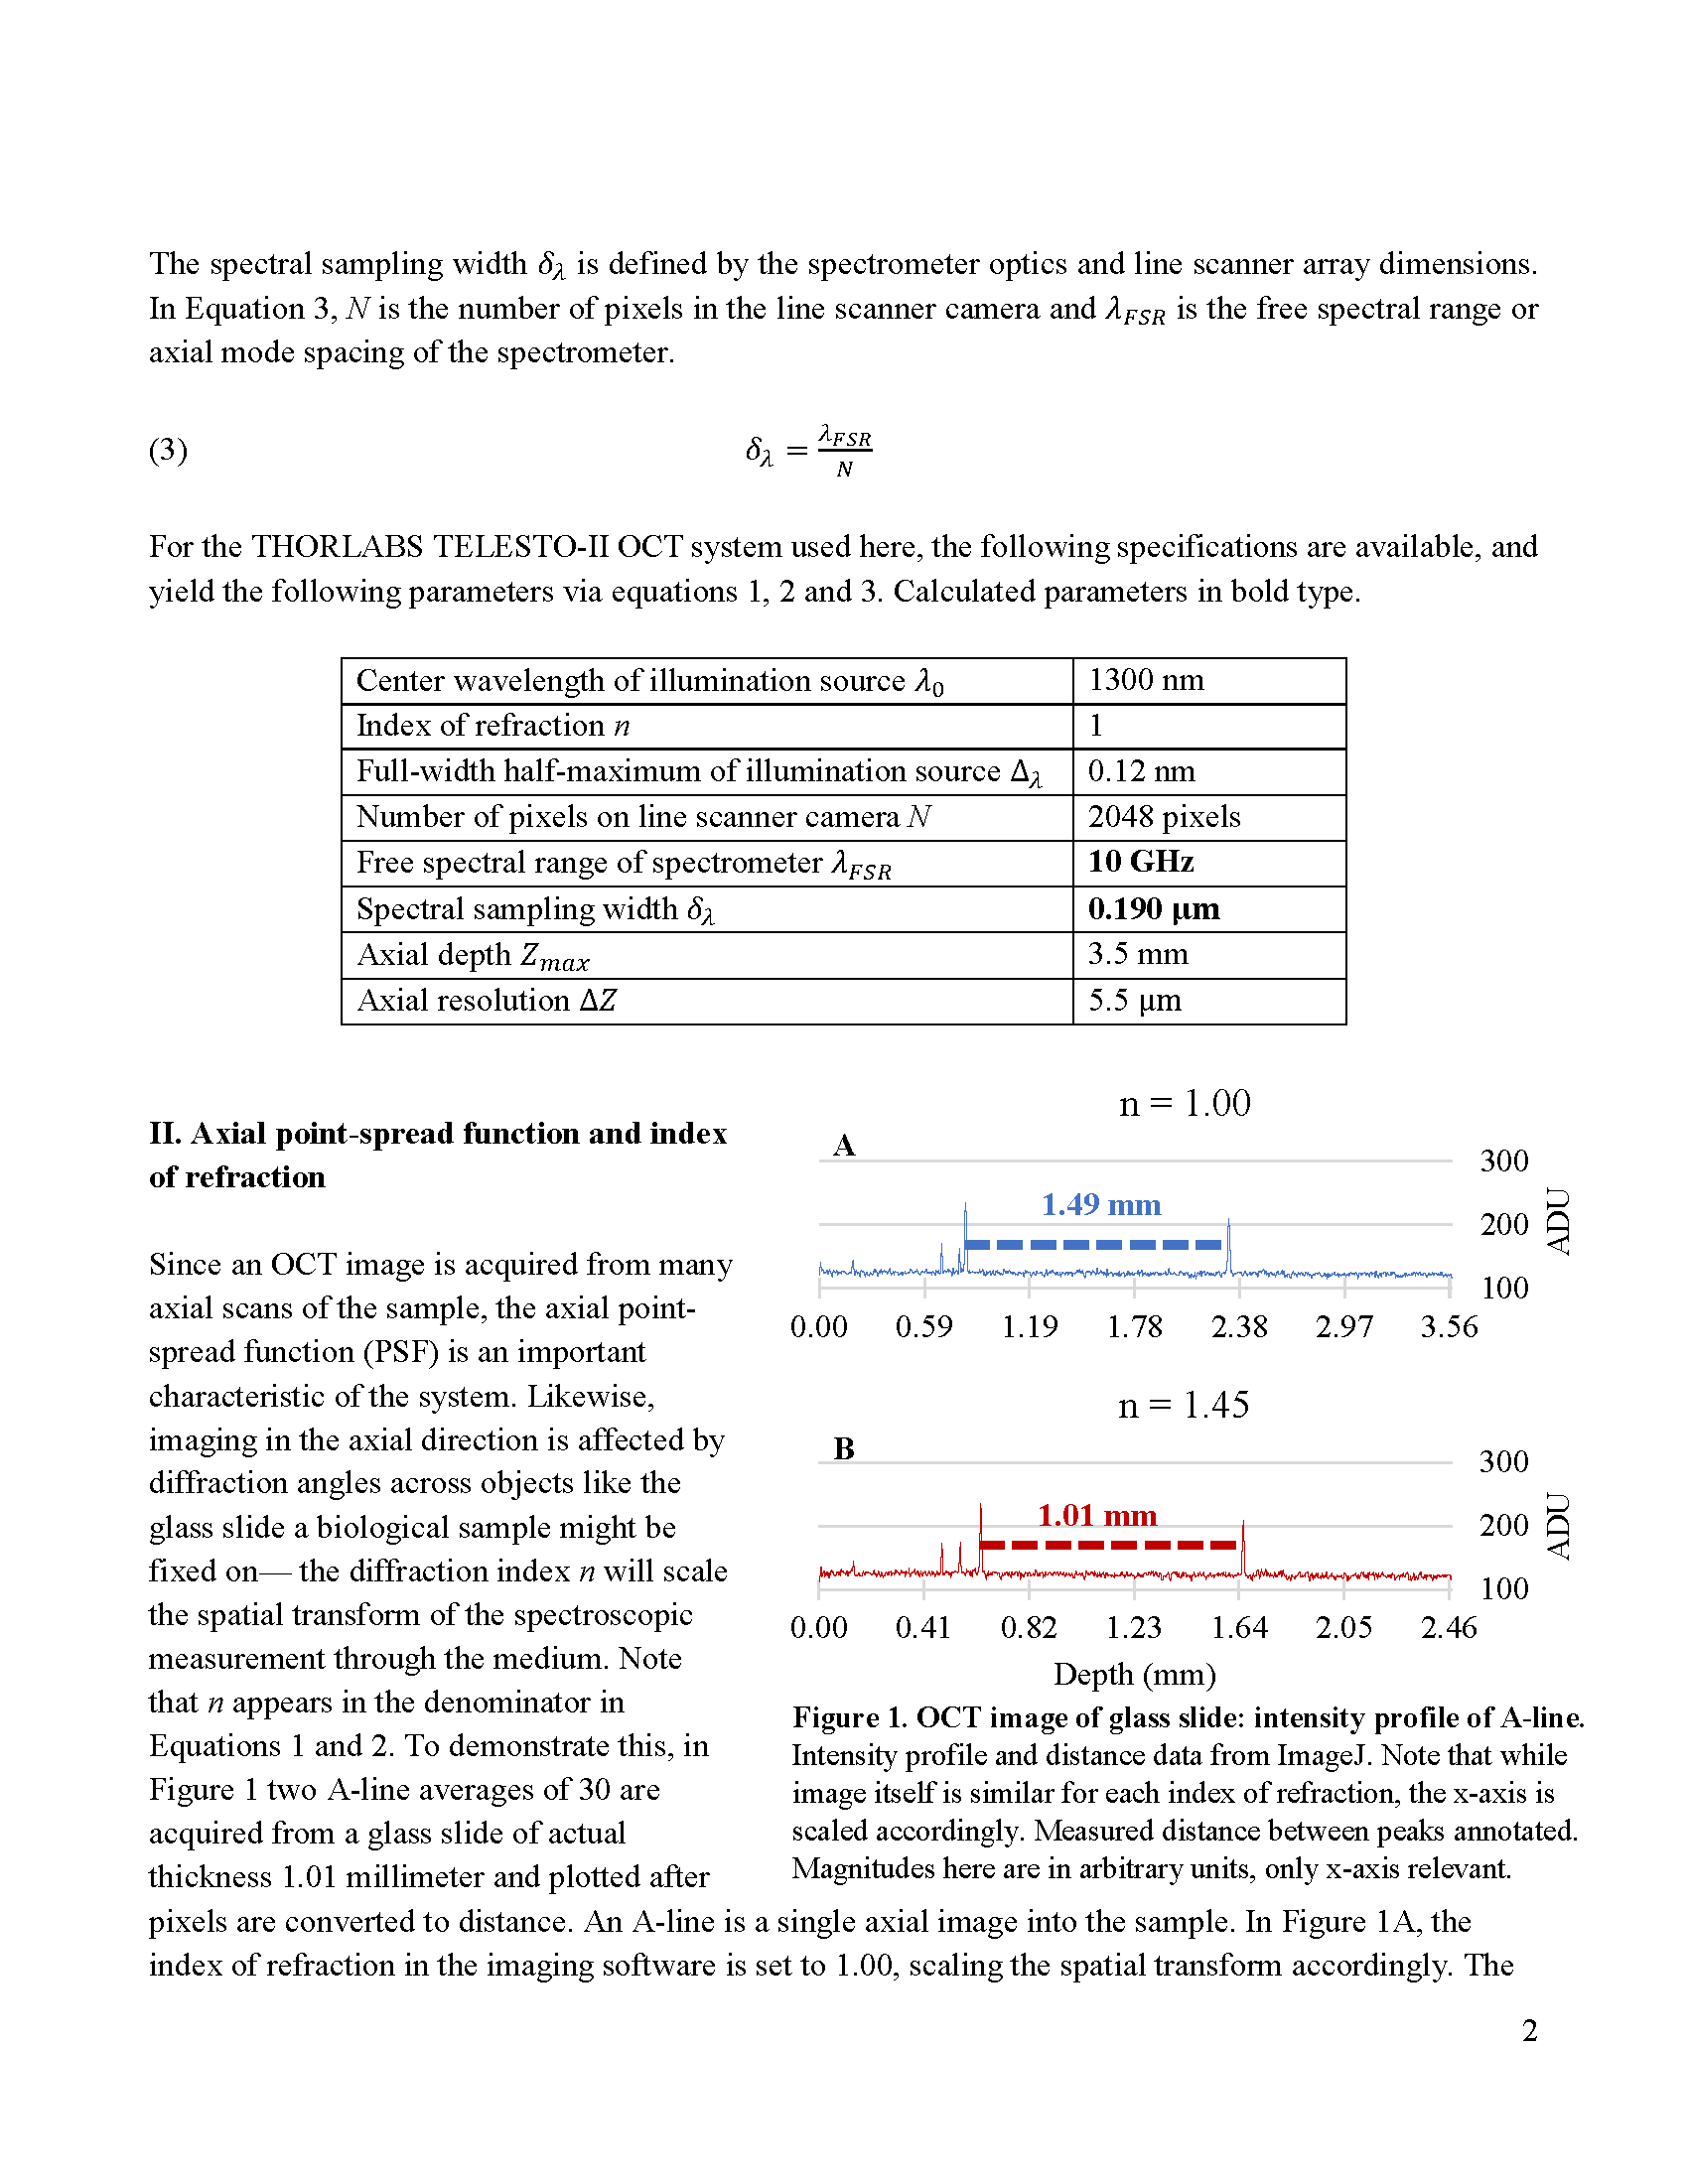 The spectral sampling width δλ is defined by the spectrometer optics and line scanner array dimensions.
In Equation 3, N is the number of pixels in the line scanner camera and λFSR is the free spectral range or
axial mode spacing of the spectrometer.
(3) δλ = λFSR / N
For the THORLABS TELESTO-II OCT system used here, the following specifications are available, and
yield the following parameters via equations 1, 2 and 3. Calculated parameters in bold type.
Center wavelength of illumination source λ0 1300 nm
Index of refraction n 1
Full-width half-maximum of illumination source Δλ 0.12 nm
Number of pixels on line scanner camera N 2048 pixels
Free spectral range of spectrometer λFSR 10 GHz
Spectral sampling width δλ 0.190 μm
Axial depth Zmax 3.5 mm
Axial resolution ΔZ 5.5 μm
II. Axial point-spread function and index
of refraction
Since an OCT image is acquired from many
axial scans of the sample, the axial point-
spread function (PSF) is an important
characteristic of the system. Likewise,
imaging in the axial direction is affected by
diffraction angles across objects like the
glass slide a biological sample might be
fixed on— the diffraction index n will scale
the spatial transform of the spectroscopic
measurement through the medium. Note
that n appears in the denominator in
Equations 1 and 2. To demonstrate this, in
Figure 1 two A-line averages of 30 are
acquired from a glass slide of actual
thickness 1.01 millimeter and plotted after
n = 1.00
A
300
1.49 mm
200
ADU
100
0.00 0.59 1.19 1.78 2.38 2.97 3.56
n = 1.45
B
300
1.01 mm
200
ADU
100
0.00 0.41 0.82 1.23 1.64 2.05 2.46
Depth (mm)
Figure 1. OCT image of glass slide: intensity profile of A-line.
Intensity profile and distance data from ImageJ. Note that while
image itself is similar for each index of refraction, the x-axis is
scaled accordingly. Measured distance between peaks annotated.
Magnitudes here are in arbitrary units, only x-axis relevant.
pixels are converted to distance. An A-line is a single axial image into the sample. In Figure 1A, the
index of refraction in the imaging software is set to 1.00, scaling the spatial transform accordingly. The
2